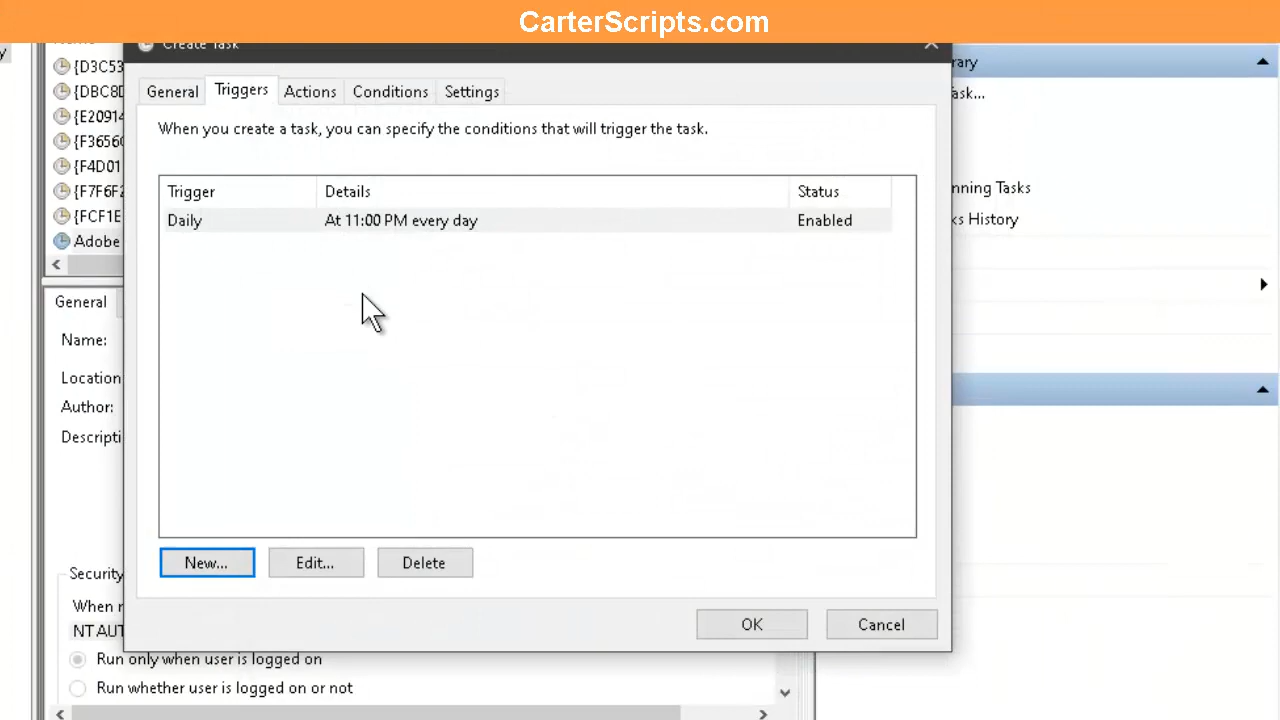 CarterScripts.com
Create Task
General Triggers Actions Conditions Settings
When you create a task, you can specify the conditions that will trigger the task.
Trigger Details Status
Daily At 11:00 PM every day Enabled
New... Edit... Delete
OK Cancel
{D3C53
{DBC8D
{E20914
{F3656
{F4D01
{F7F6F2
{FCF1E
Adobe
General
Name:
Location
Author:
Descripti
Security
When r
NT AUT
Run only when user is logged on
Run whether user is logged on or not
rary
ask...
nning Tasks
ks History